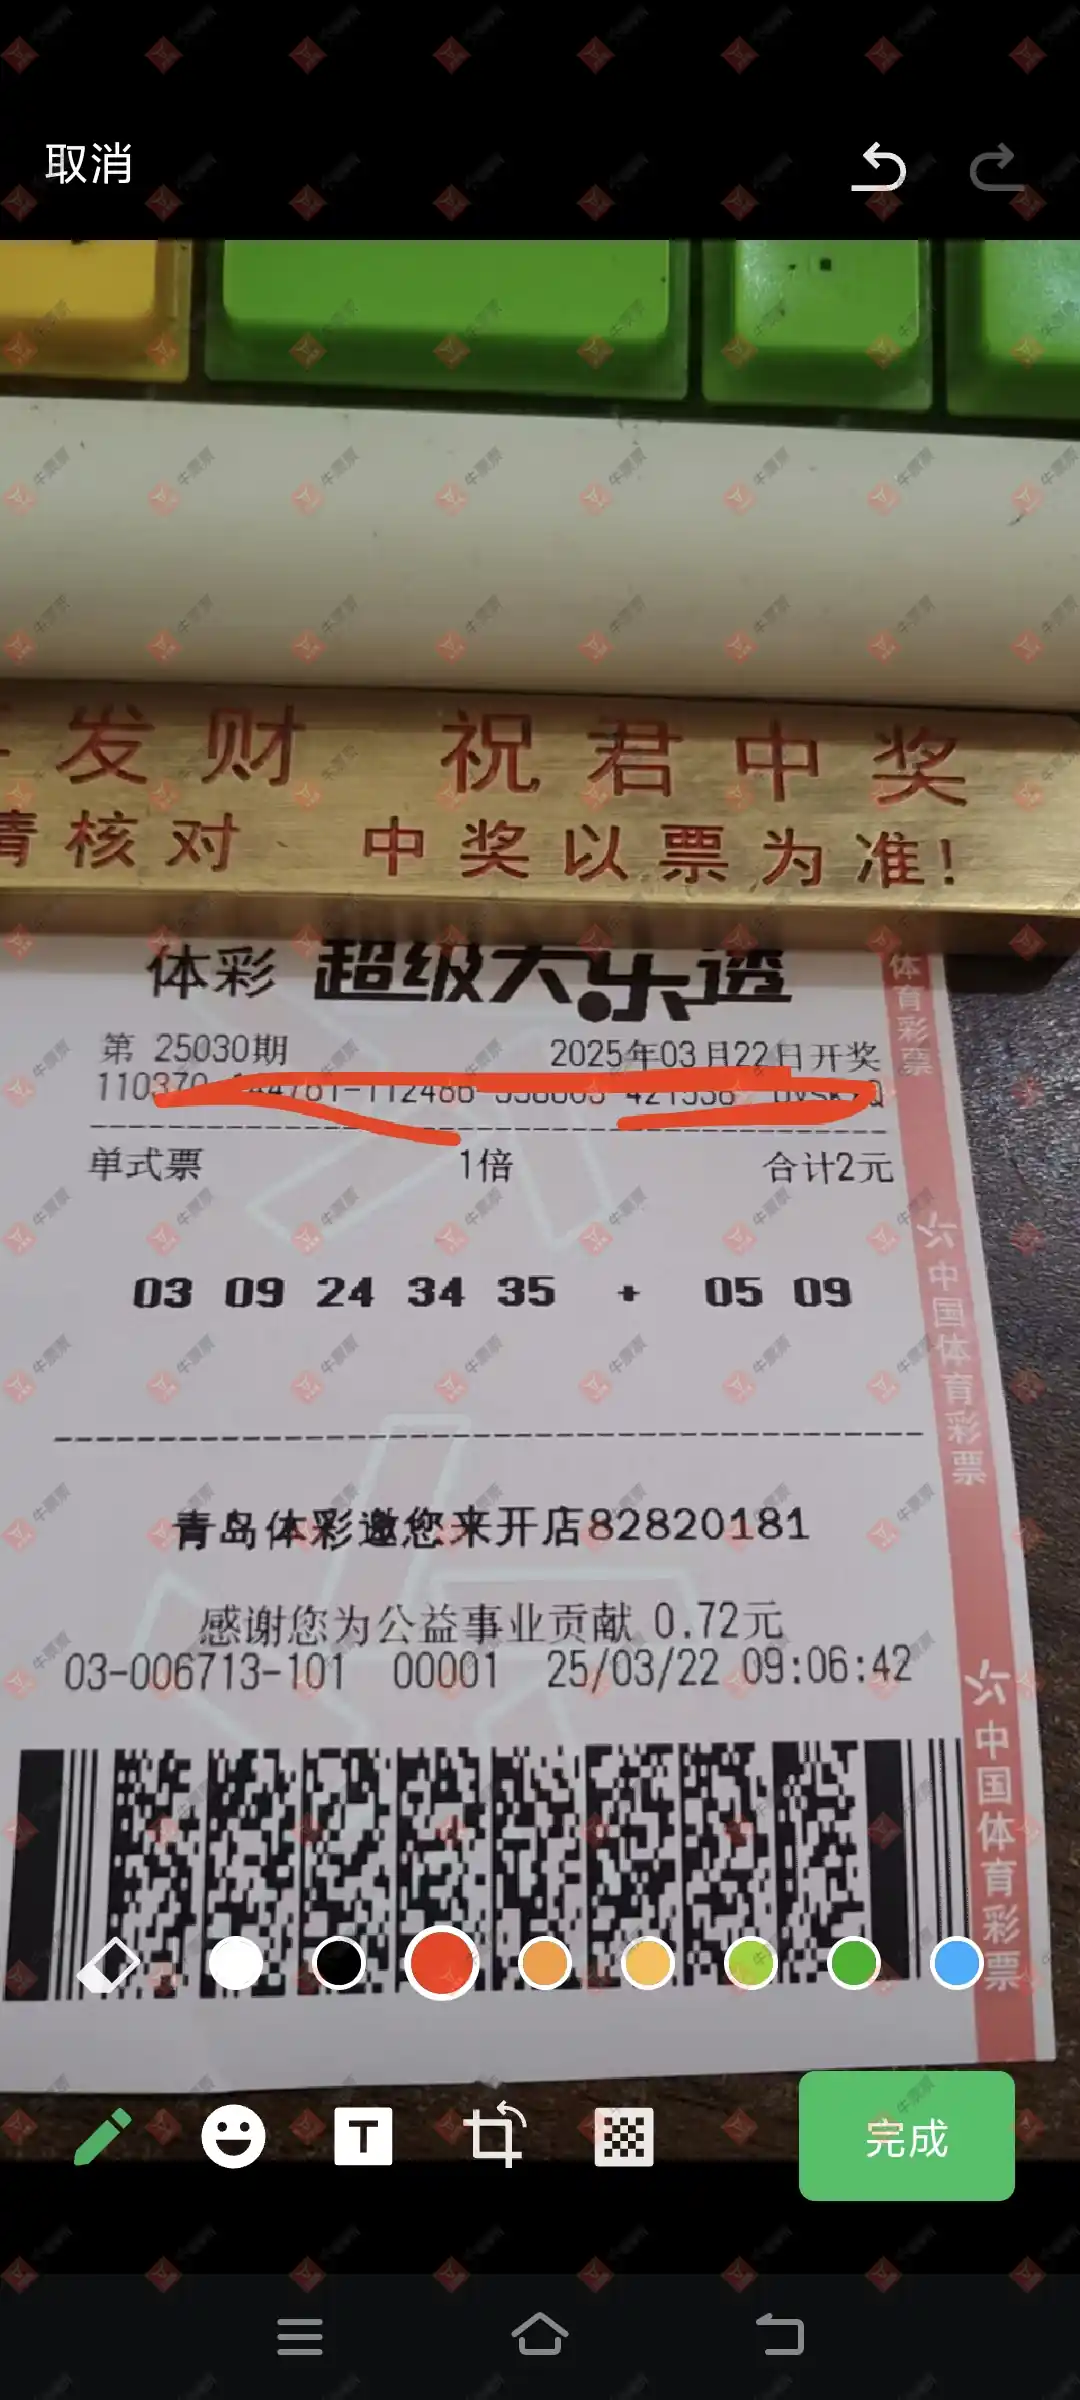 取消
发财 祝君中奖
请核对 中奖以票为准!
体彩 超级大乐透
第 25030期 2025年03月22日开奖
单式票 1倍 合计2元
03 09 24 34 35 + 05 09
青岛体彩邀您来开店82820181
感谢您为公益事业贡献 0.72元
03-006713-101 00001 25/03/22 09:06:42
体育彩票
中国体育彩票
中国体育彩票
T
完成
牛票票